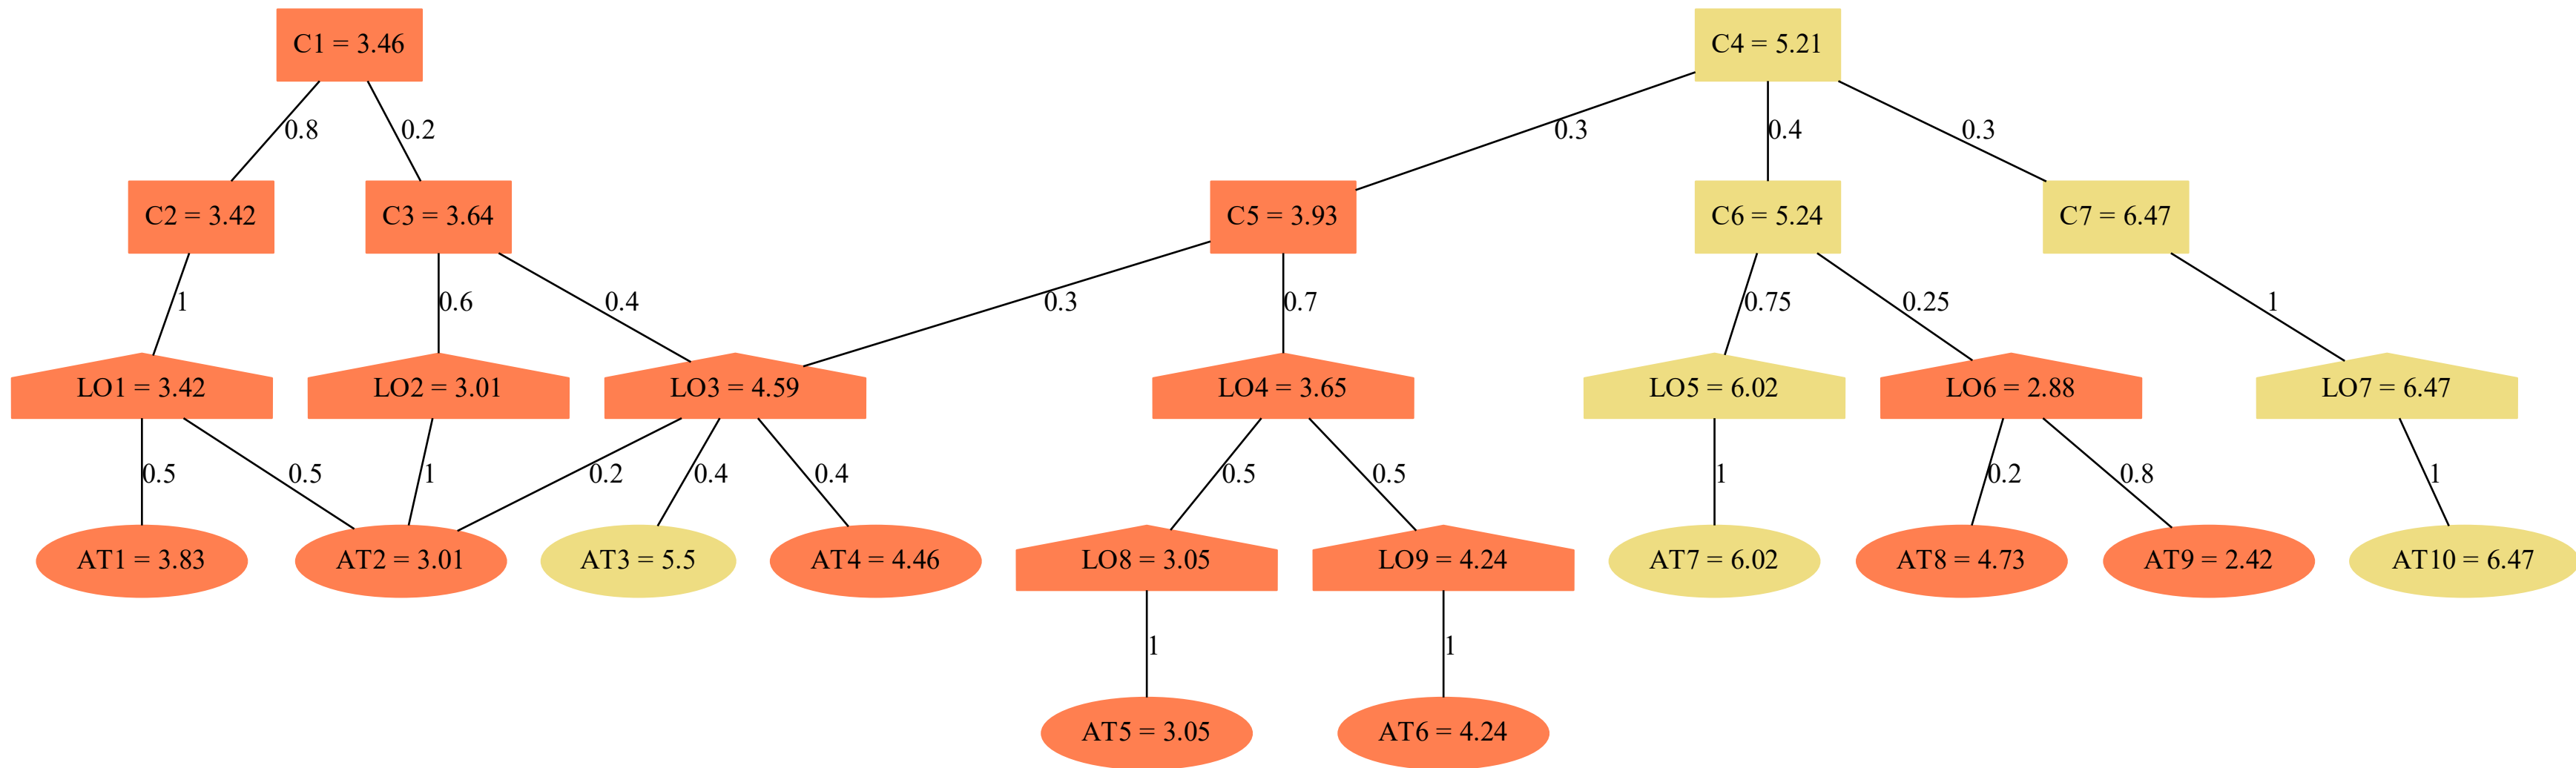 C1 = 3.46
C4 = 5.21
0.8
0.2
0.3
0.4
0.3
C2 = 3.42
C3 = 3.64
C5 = 3.93
C6 = 5.24
C7 = 6.47
1
0.6
0.4
0.3
0.7
0.75
0.25
1
LO1 = 3.42
LO2 = 3.01
LO3 = 4.59
LO4 = 3.65
LO5 = 6.02
LO6 = 2.88
LO7 = 6.47
0.5
0.5
1
0.2
0.4
0.4
0.5
0.5
1
0.2
0.8
1
AT1 = 3.83
AT2 = 3.01
AT3 = 5.5
AT4 = 4.46
LO8 = 3.05
LO9 = 4.24
AT7 = 6.02
AT8 = 4.73
AT9 = 2.42
AT10 = 6.47
1
1
AT5 = 3.05
AT6 = 4.24